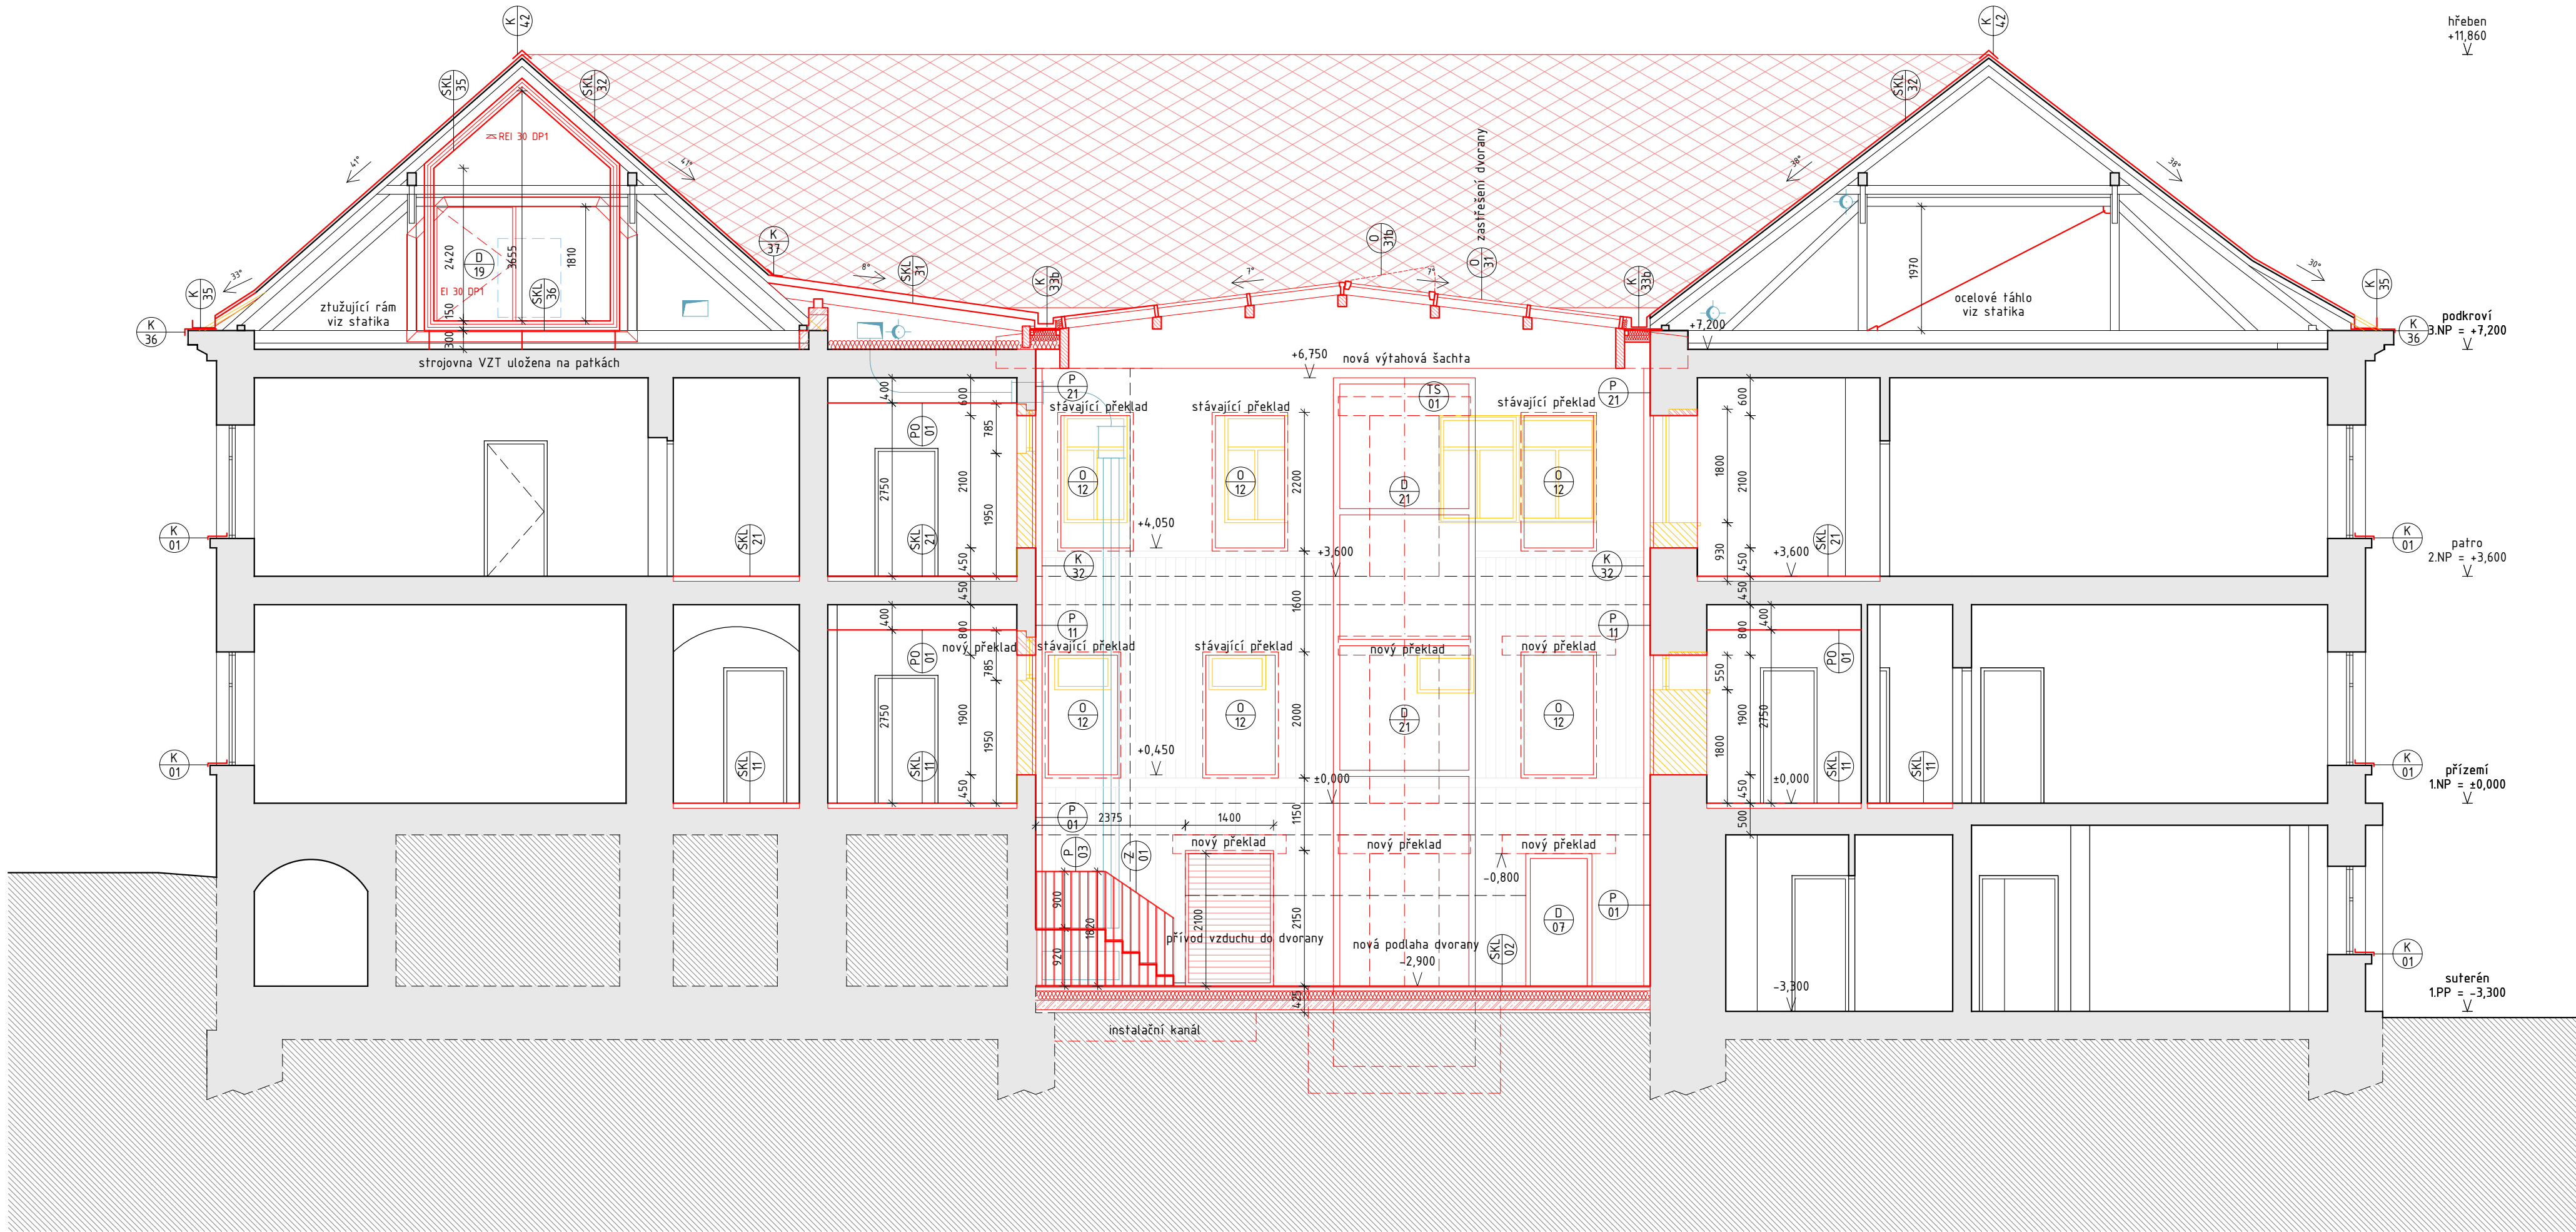 K
42
K
42
hřeben
+11,860
SKL
35
SKL
32
SKL
32
REI 30 DP1
41°
41°
38°
38°
zastřešení dvorany
K
37
O
31b
O
31
2420
D
19
3655
1810
1970
33°
8°
SKL
31
K
33b
7°
7°
K
33b
30°
K
35
EI 30 DP1
SKL
36
K
35
ztužující rám
viz statika
150
300
ocelové táhlo
viz statika
K
36
+7,200
K
36
podkroví
3.NP = +7,200
strojovna VZT uložena na patkách
+6,750
nová výtahová šachta
400
600
P
21
TS
01
P
21
600
stávající překlad
stávající překlad
stávající překlad
PO
01
785
2750
2100
1950
O
12
O
12
2200
D
21
O
12
1800
2100
K
01
SKL
21
SKL
21
+4,050
SKL
21
K
01
patro
2.NP = +3,600
450
K
32
+3,600
K
32
930
450
+3,600
450
1600
450
400
800
P
11
P
11
800
400
nový překlad
stávající překlad
stávající překlad
nový překlad
nový překlad
PO
01
785
PO
01
550
2750
1900
1950
O
12
O
12
2000
D
21
O
12
1900
1800
2750
K
01
SKL
11
SKL
11
+0,450
SKL
11
SKL
11
K
01
přízemí
1.NP = ±0,000
450
±0,000
450
±0,000
P
01
2375
1400
1150
500
nový překlad
nový překlad
nový překlad
P
03
Z
01
-0,800
900
1820
2100
2150
D
07
P
01
920
přívod vzduchu do dvorany
nová podlaha dvorany
-2,900
SKL
02
K
01
-3,300
suterén
1.PP = -3,300
425
instalační kanál